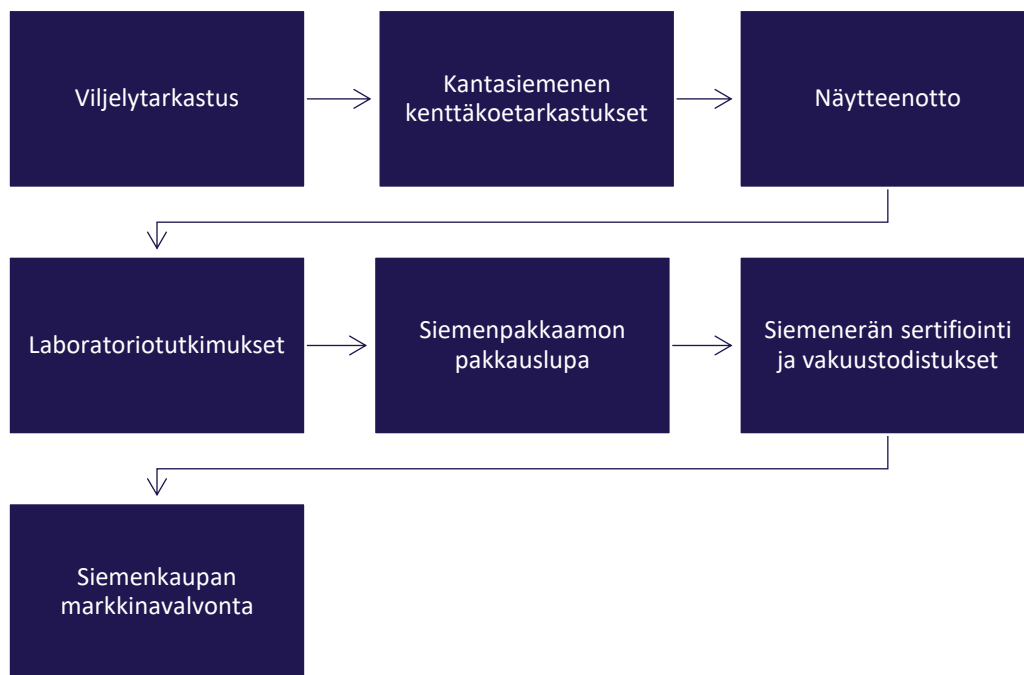 Viljelytarkastus
Kantasiemenen
kenttäkoetarkastukset
Näytteenotto
Laboratoriotutkimukset
Siemenpakkaamon
pakkauslupa
Siemenerän sertifiointi
ja vakuustodistukset
Siemenkaupan
markkinavalvonta